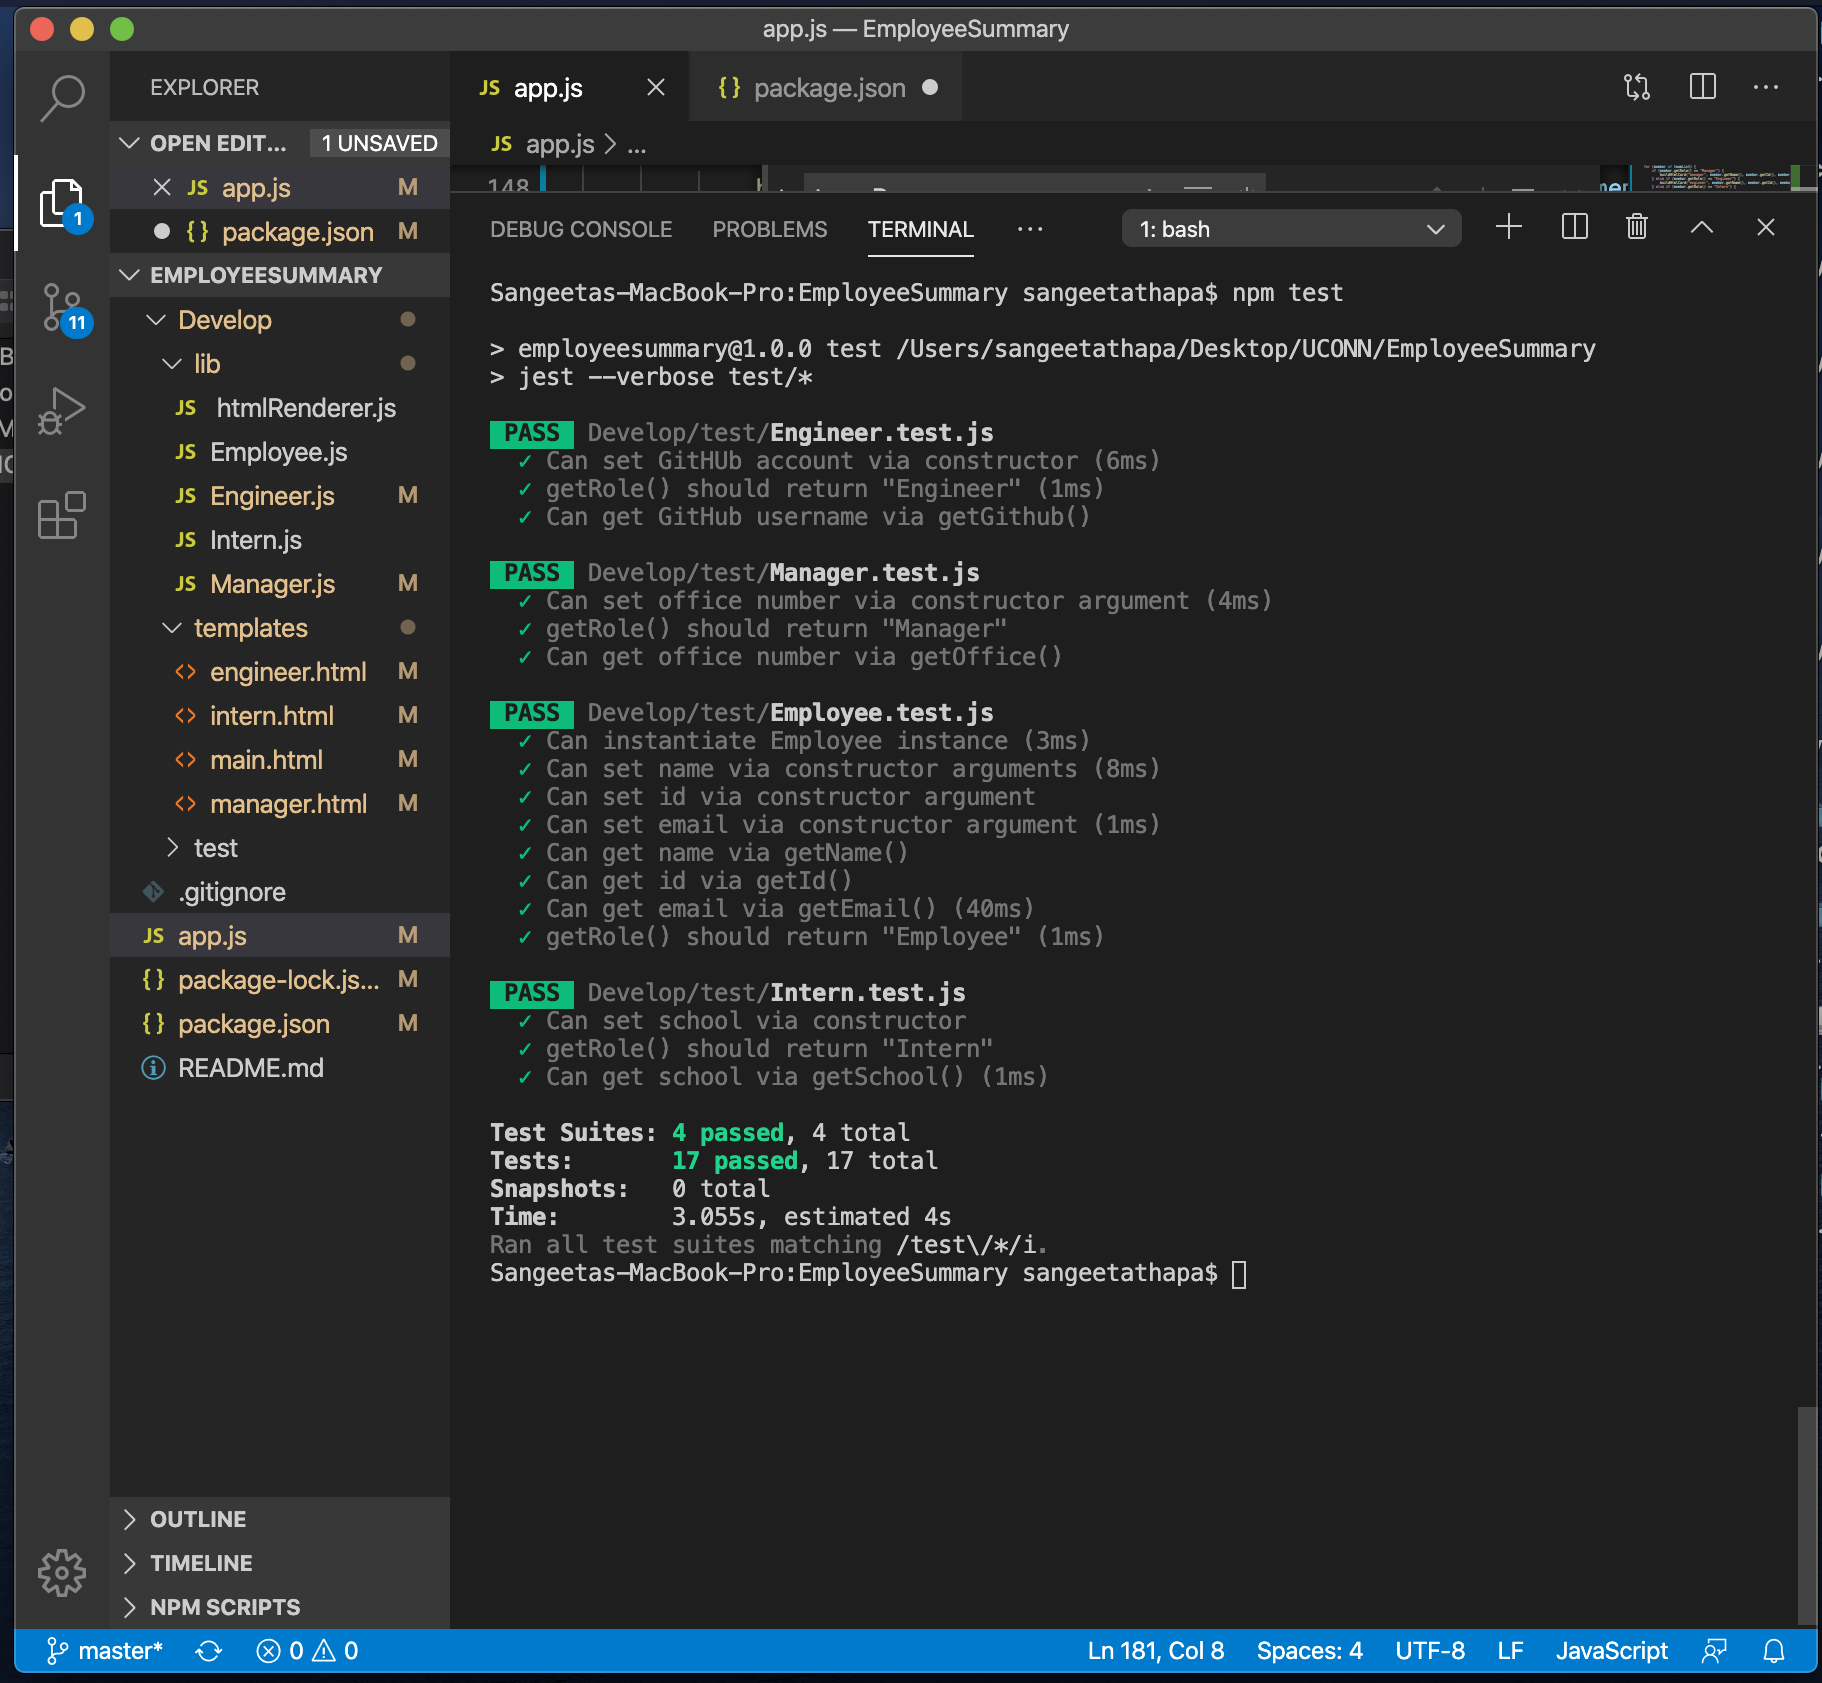 app.js — EmployeeSummary
EXPLORER
OPEN EDIT... 1 UNSAVED
JS app.js M
{} package.json M
EMPLOYEESUMMARY
Develop
lib
JS htmlRenderer.js
JS Employee.js
JS Engineer.js M
JS Intern.js
JS Manager.js M
templates
<> engineer.html M
<> intern.html M
<> main.html M
<> manager.html M
test
.gitignore
JS app.js M
{} package-lock.js... M
{} package.json M
README.md
OUTLINE
TIMELINE
NPM SCRIPTS
1
11
JS app.js
{} package.json
JS app.js > ...
148
DEBUG CONSOLE PROBLEMS TERMINAL ... 1: bash
Sangeetas-MacBook-Pro:EmployeeSummary sangeetathapa$ npm test
> employeesummary@1.0.0 test /Users/sangeetathapa/Desktop/UCONN/EmployeeSummary
> jest --verbose test/*
PASS Develop/test/Engineer.test.js
✓ Can set GitHUb account via constructor (6ms)
✓ getRole() should return "Engineer" (1ms)
✓ Can get GitHub username via getGithub()
PASS Develop/test/Manager.test.js
✓ Can set office number via constructor argument (4ms)
✓ getRole() should return "Manager"
✓ Can get office number via getOffice()
PASS Develop/test/Employee.test.js
✓ Can instantiate Employee instance (3ms)
✓ Can set name via constructor arguments (8ms)
✓ Can set id via constructor argument
✓ Can set email via constructor argument (1ms)
✓ Can get name via getName()
✓ Can get id via getId()
✓ Can get email via getEmail() (40ms)
✓ getRole() should return "Employee" (1ms)
PASS Develop/test/Intern.test.js
✓ Can set school via constructor
✓ getRole() should return "Intern"
✓ Can get school via getSchool() (1ms)
Test Suites: 4 passed, 4 total
Tests: 17 passed, 17 total
Snapshots: 0 total
Time: 3.055s, estimated 4s
Ran all test suites matching /test\/*/i.
Sangeetas-MacBook-Pro:EmployeeSummary sangeetathapa$
master* 0 0 Ln 181, Col 8 Spaces: 4 UTF-8 LF JavaScript